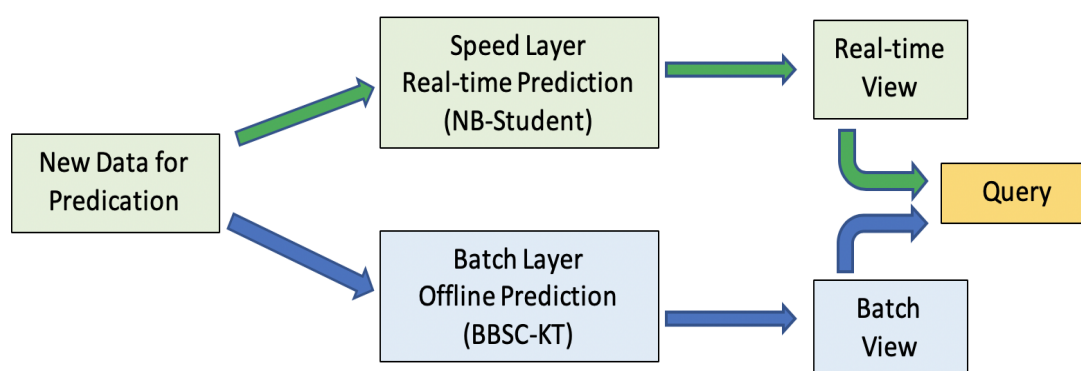 New Data for
Predication
Speed Layer
Real-time Prediction
(NB-Student)
Real-time
View
Batch Layer
Offline Prediction
(BBSC-KT)
Batch
View
Query